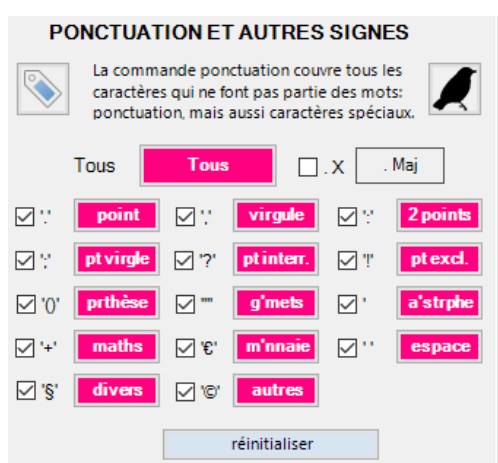 PONCTUATION ET AUTRES SIGNES
La commande ponctuation couvre tous les
caractères qui ne font pas partie des mots:
ponctuation, mais aussi caractères spéciaux.
Tous Tous . X . Maj
'.' point ',' virgule ':' 2 points
';' pt virgle '?' pt interr. '!' pt excl.
'()' prthèse '"' g'mets ' a'strphe
'+' maths '€' m'nnaie ' ' espace
'§' divers '©' autres
réinitialiser